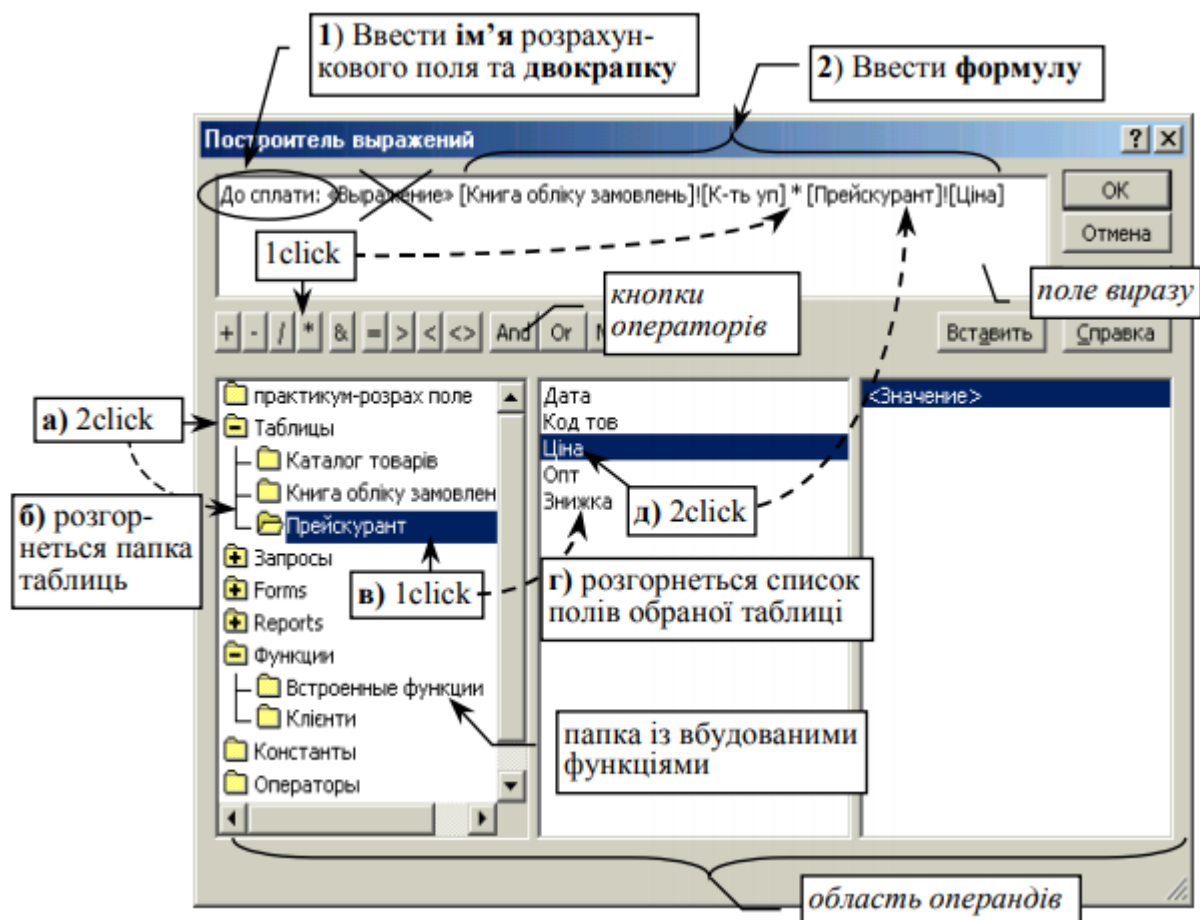 1) Ввести ім’я розрахун-
кового поля та двокрапку
2) Ввести формулу
Построитель выражений
До сплати: «Выражение» [Книга обліку замовлень]![К-ть уп] * [Прейскурант]![Ціна]
OK
Отмена
1click
кнопки
операторів
поле виразу
+ - / * & = > < <> And Or
Вставить
Справка
практикум-розрах поле
Таблицы
Каталог товарів
Книга обліку замовлен
Прейскурант
Запросы
Forms
Reports
Функции
Встроенные функции
Клієнти
Константы
Операторы
Дата
Код тов
Ціна
Опт
Знижка
<Значение>
а) 2click
б) розгор-
неться папка
таблиць
в) 1click
д) 2click
г) розгорнеться список
полів обраної таблиці
папка із вбудованими
функціями
область операндів